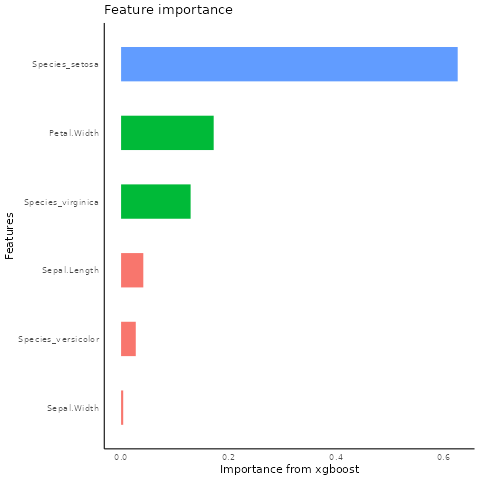 Feature importance
Species_setosa
Petal.Width
Species_virginica
Sepal.Length
Species_versicolor
Sepal.Width
Features
0.0 0.2 0.4 0.6
Importance from xgboost